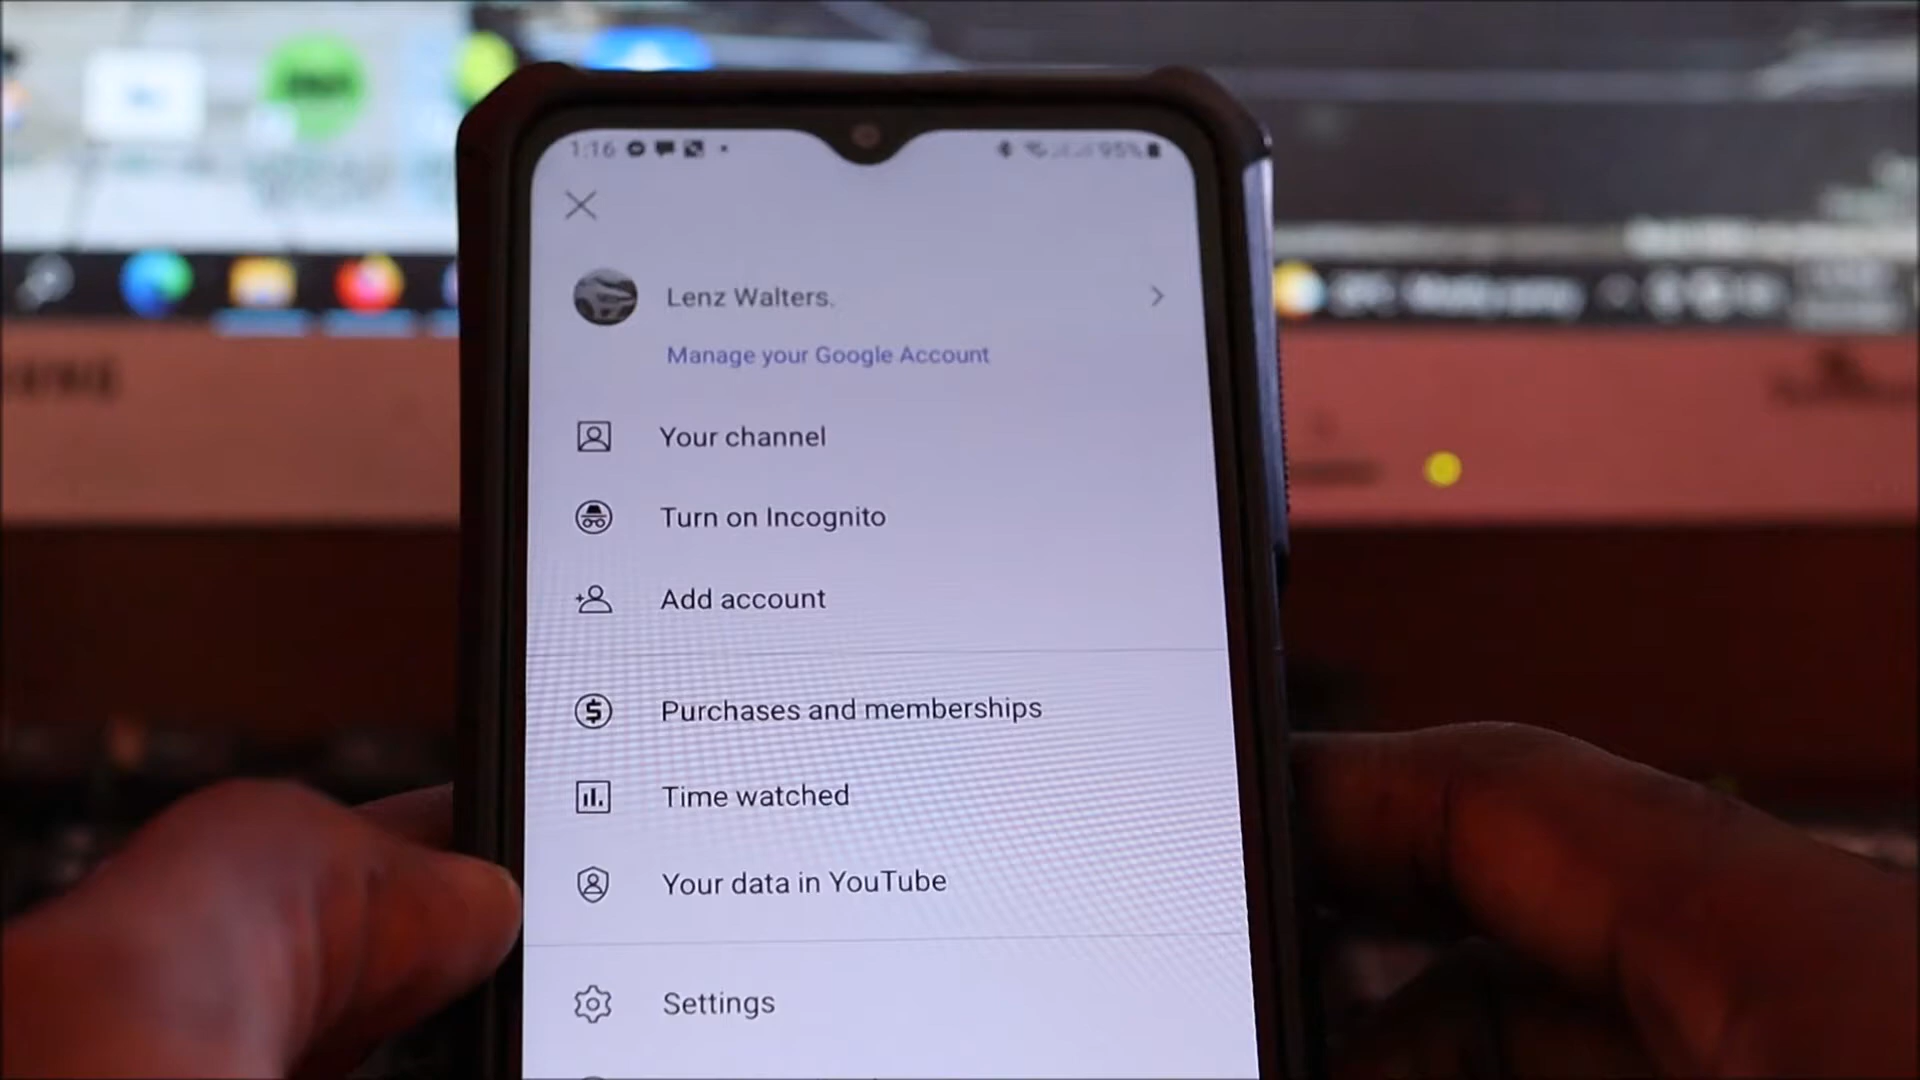 1:16
95%
Lenz Walters.
Manage your Google Account
Your channel
Turn on Incognito
Add account
Purchases and memberships
Time watched
Your data in YouTube
Settings